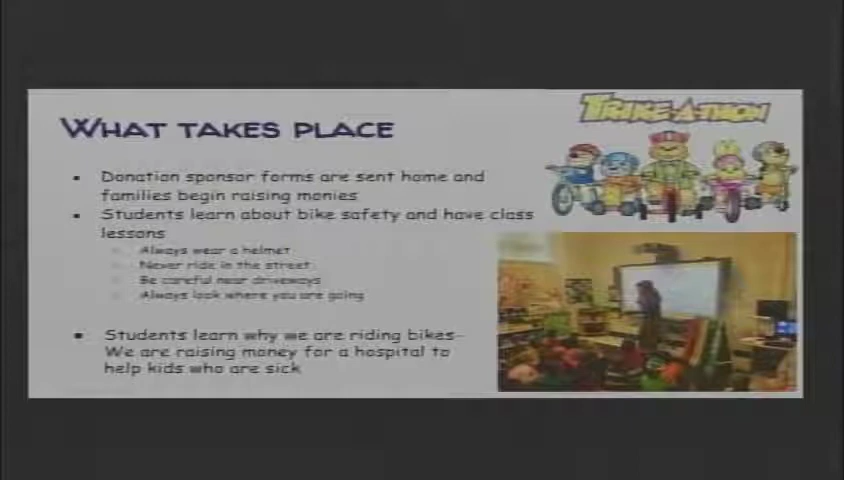 WHAT TAKES PLACE
TRIKE-A-THON
• Donation sponsor forms are sent home and
families begin raising monies
• Students learn about bike safety and have class
lessons
Always wear a helmet
Never ride in the street
Be careful near driveways
Always look where you are going
• Students learn why we are riding bikes-
We are raising money for a hospital to
help kids who are sick